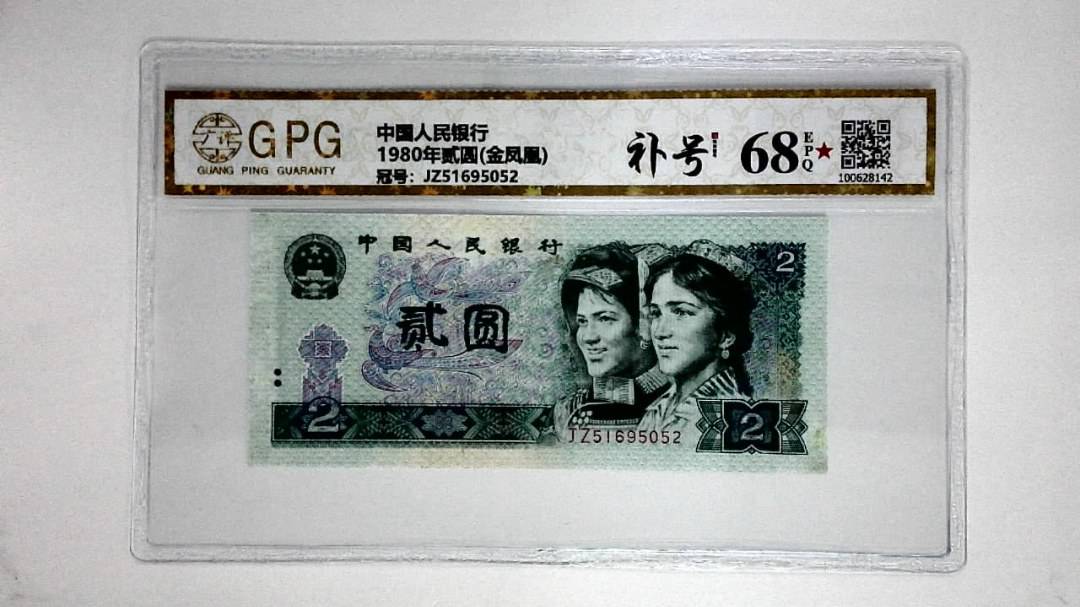 GPG
GUANG PING GUARANTY
中国人民银行
1980年贰圆(金凤凰)
冠号：JZ51695052
补号
68 EPQ★
100628142
中国人民银行
2
贰圆
2
JZ51695052
2